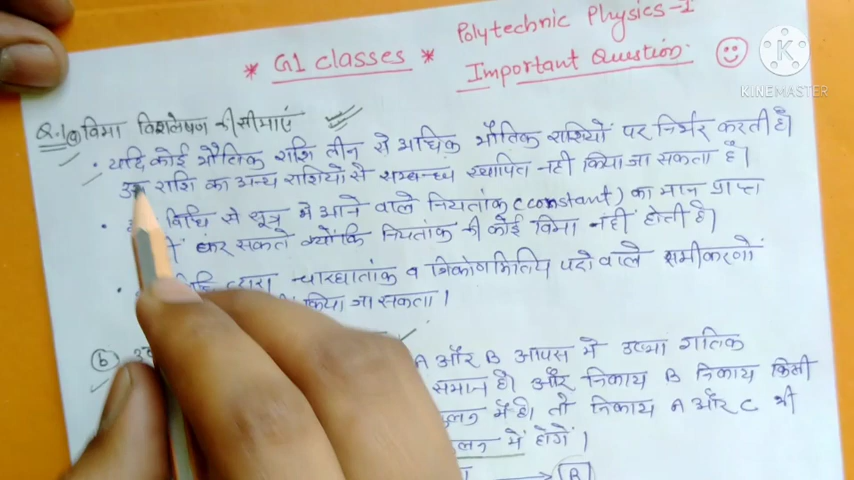 Polytechnic Physics-I
* G1 classes *
Important Question:
KINEMASTER
Q.1 (a) विमा विश्लेषण की सीमाएं
• यदि कोई भौतिक राशि तीन से अधिक भौतिक राशियों पर निर्भर करती है।
उस राशि का अन्य राशियों से सम्बन्ध स्थापित नहीं किया जा सकता है।
• विधि से सूत्र में आने वाले नियतांक (constant) का मान प्राप्त
कर सकते क्योंकि नियतांक की कोई विमा नहीं होती है।
• द्वारा चारघातांक व त्रिकोणमितिय पदो वाले समीकरणों
किया जा सकता।
(b)
A और B आपस में उष्मा गतिक
समान है। और निकाय B निकाय किसी
में है। तो निकाय A और C भी
में होगें।
B